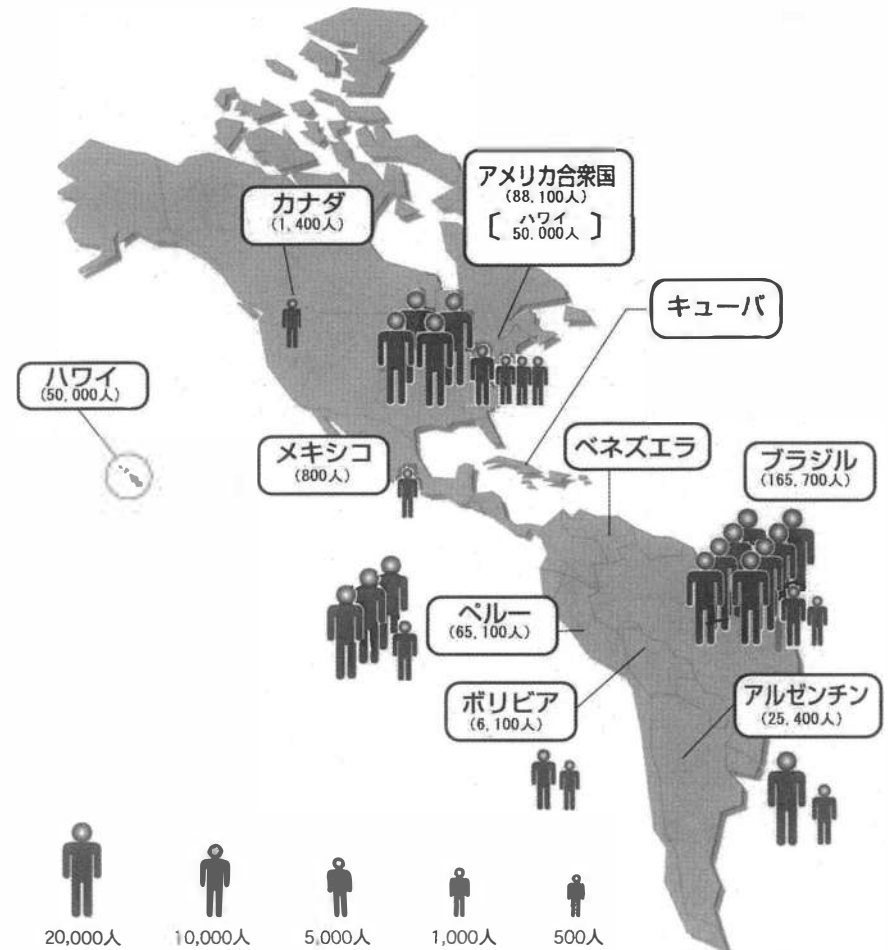 カナダ
(1,400人)
アメリカ合衆国
(88,100人)
[ ハワイ
50,000人 ]
キューバ
ハワイ
(50,000人)
メキシコ
(800人)
ベネズエラ
ブラジル
(165,700人)
ペルー
(65,100人)
ボリビア
(6,100人)
アルゼンチン
(25,400人)
20,000人
10,000人
5,000人
1,000人
500人